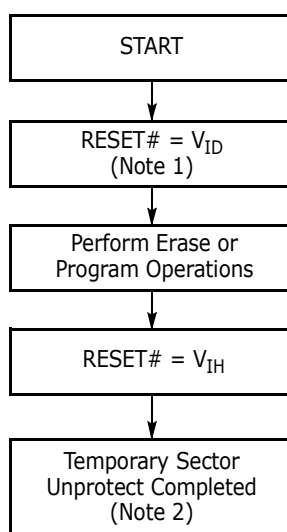 START
RESET# = VID
(Note 1)
Perform Erase or
Program Operations
RESET# = VIH
Temporary Sector
Unprotect Completed
(Note 2)